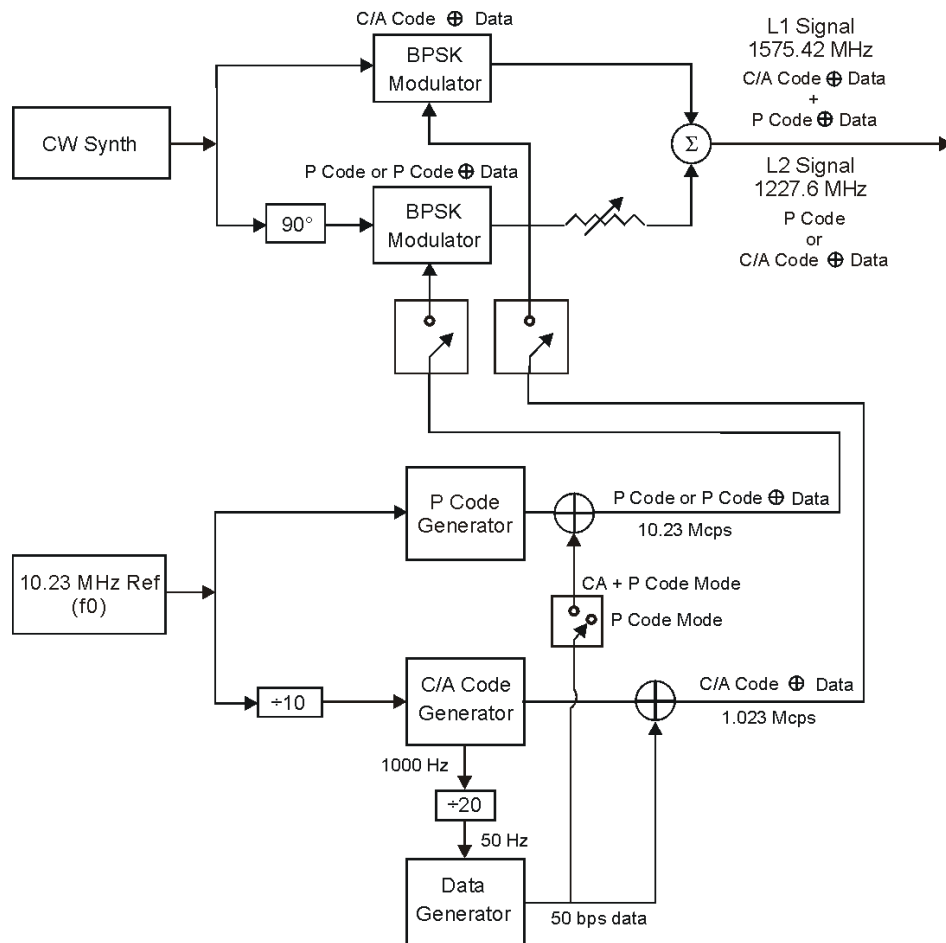 C/A Code ⊕ Data
BPSK
Modulator
CW Synth
P Code or P Code ⊕ Data
90°
BPSK
Modulator
Σ
L1 Signal
1575.42 MHz
C/A Code ⊕ Data
+
P Code ⊕ Data
L2 Signal
1227.6 MHz
P Code
or
C/A Code ⊕ Data
P Code
Generator
P Code or P Code ⊕ Data
10.23 Mcps
10.23 MHz Ref
(f0)
CA + P Code Mode
P Code Mode
÷10
C/A Code
Generator
C/A Code ⊕ Data
1.023 Mcps
1000 Hz
÷20
50 Hz
Data
Generator
50 bps data